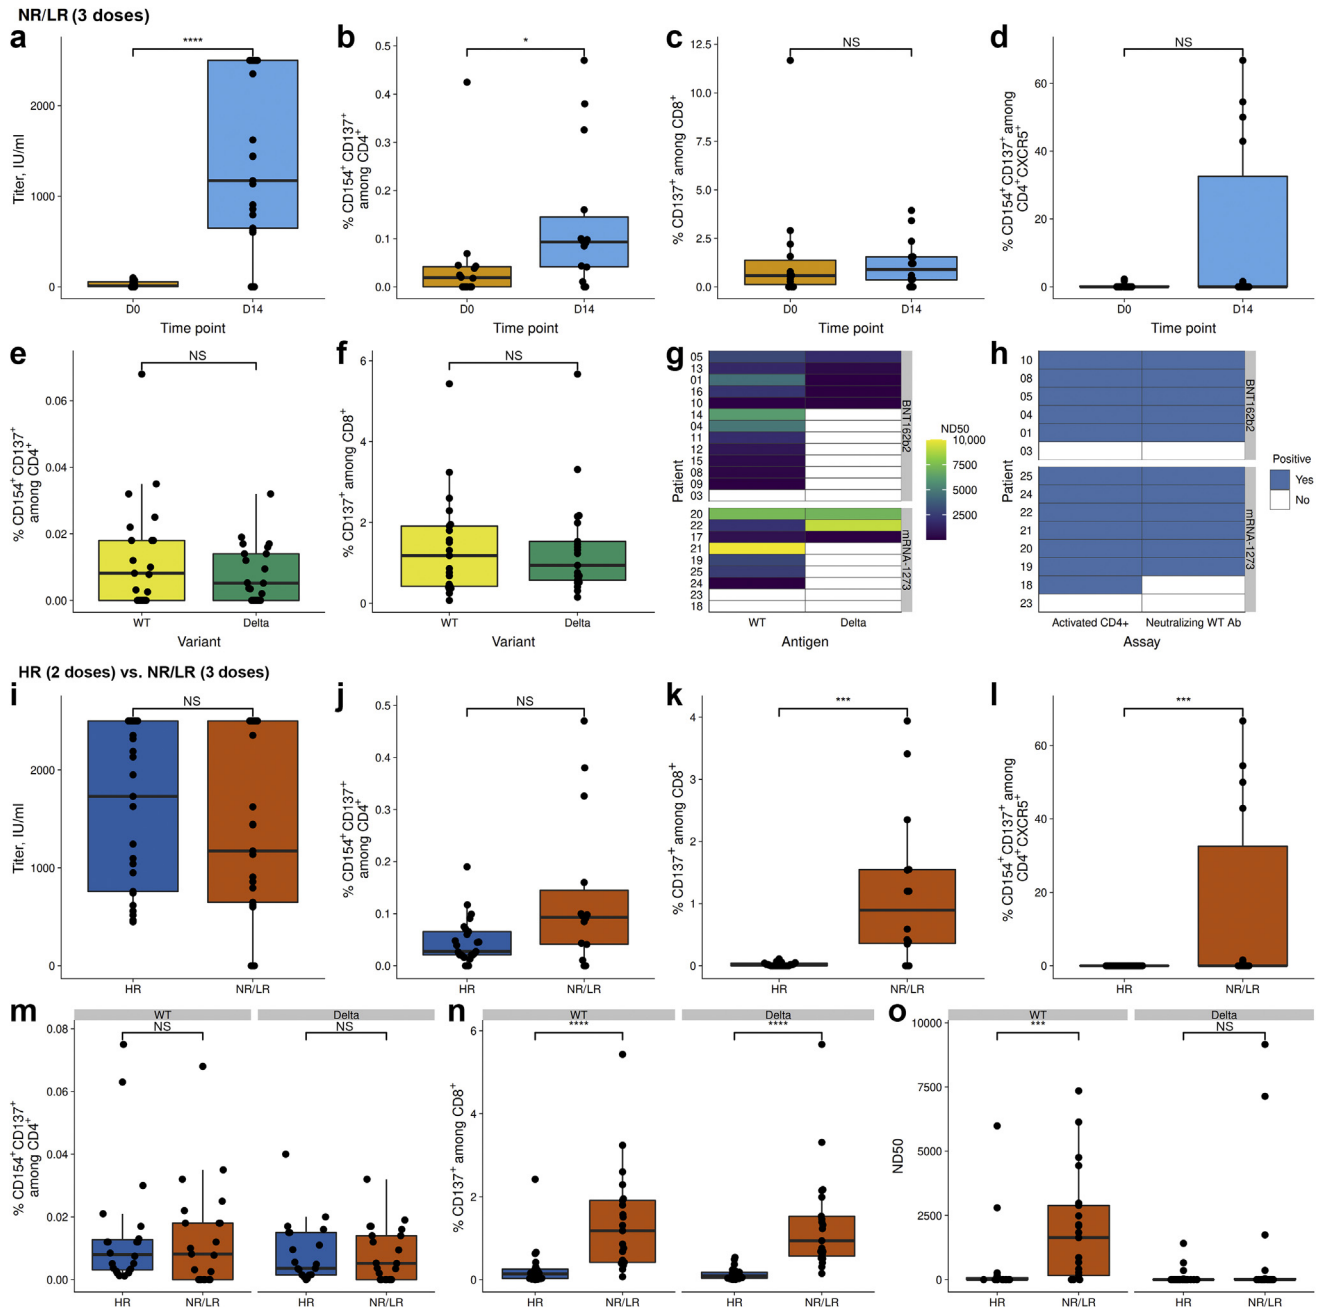 NR/LR (3 doses)
a
****
Titer, IU/ml
2000
1000
0
D0
D14
Time point
b
*
% CD154+CD137+
among CD4+
0.5
0.4
0.3
0.2
0.1
0.0
D0
D14
Time point
c
NS
% CD137+ among CD8+
12.5
10.0
7.5
5.0
2.5
0.0
D0
D14
Time point
d
NS
% CD154+CD137+ among
CD4+CXCR5+
60
40
20
0
D0
D14
Time point
e
NS
% CD154+CD137+
among CD4+
0.06
0.04
0.02
0.00
WT
Delta
Variant
f
NS
% CD137+ among CD8+
6
4
2
0
WT
Delta
Variant
g
Patient
05
13
01
16
10
14
04
11
12
15
08
09
03
BNT162b2
20
22
17
21
19
25
24
23
18
mRNA-1273
WT
Delta
Antigen
ND50
10,000
7500
5000
2500
h
Patient
10
08
05
04
01
03
BNT162b2
25
24
22
21
20
19
18
23
mRNA-1273
Activated CD4+
Neutralizing WT Ab
Assay
Positive
Yes
No
HR (2 doses) vs. NR/LR (3 doses)
i
NS
Titer, IU/ml
2000
1000
0
HR
NR/LR
j
NS
% CD154+CD137+
among CD4+
0.5
0.4
0.3
0.2
0.1
0.0
HR
NR/LR
k
***
% CD137+ among CD8+
4
3
2
1
0
HR
NR/LR
l
***
% CD154+CD137+ among
CD4+CXCR5+
60
40
20
0
HR
NR/LR
m
WT
Delta
NS
NS
% CD154+CD137+
among CD4+
0.08
0.06
0.04
0.02
0.00
HR
NR/LR
HR
NR/LR
n
WT
Delta
****
****
% CD137+ among CD8+
6
4
2
0
HR
NR/LR
HR
NR/LR
o
WT
Delta
***
NS
ND50
10000
7500
5000
2500
0
HR
NR/LR
HR
NR/LR